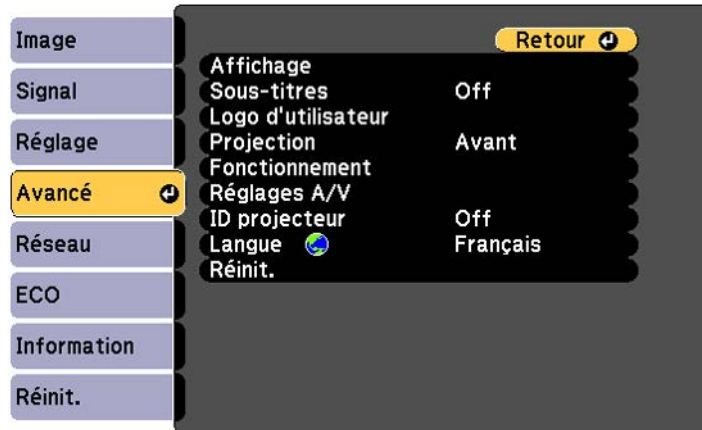 Image
Signal
Réglage
Avancé
Réseau
ECO
Information
Réinit.
Retour
Affichage
Sous-titres Off
Logo d'utilisateur
Projection Avant
Fonctionnement
Réglages A/V
ID projecteur Off
Langue Français
Réinit.